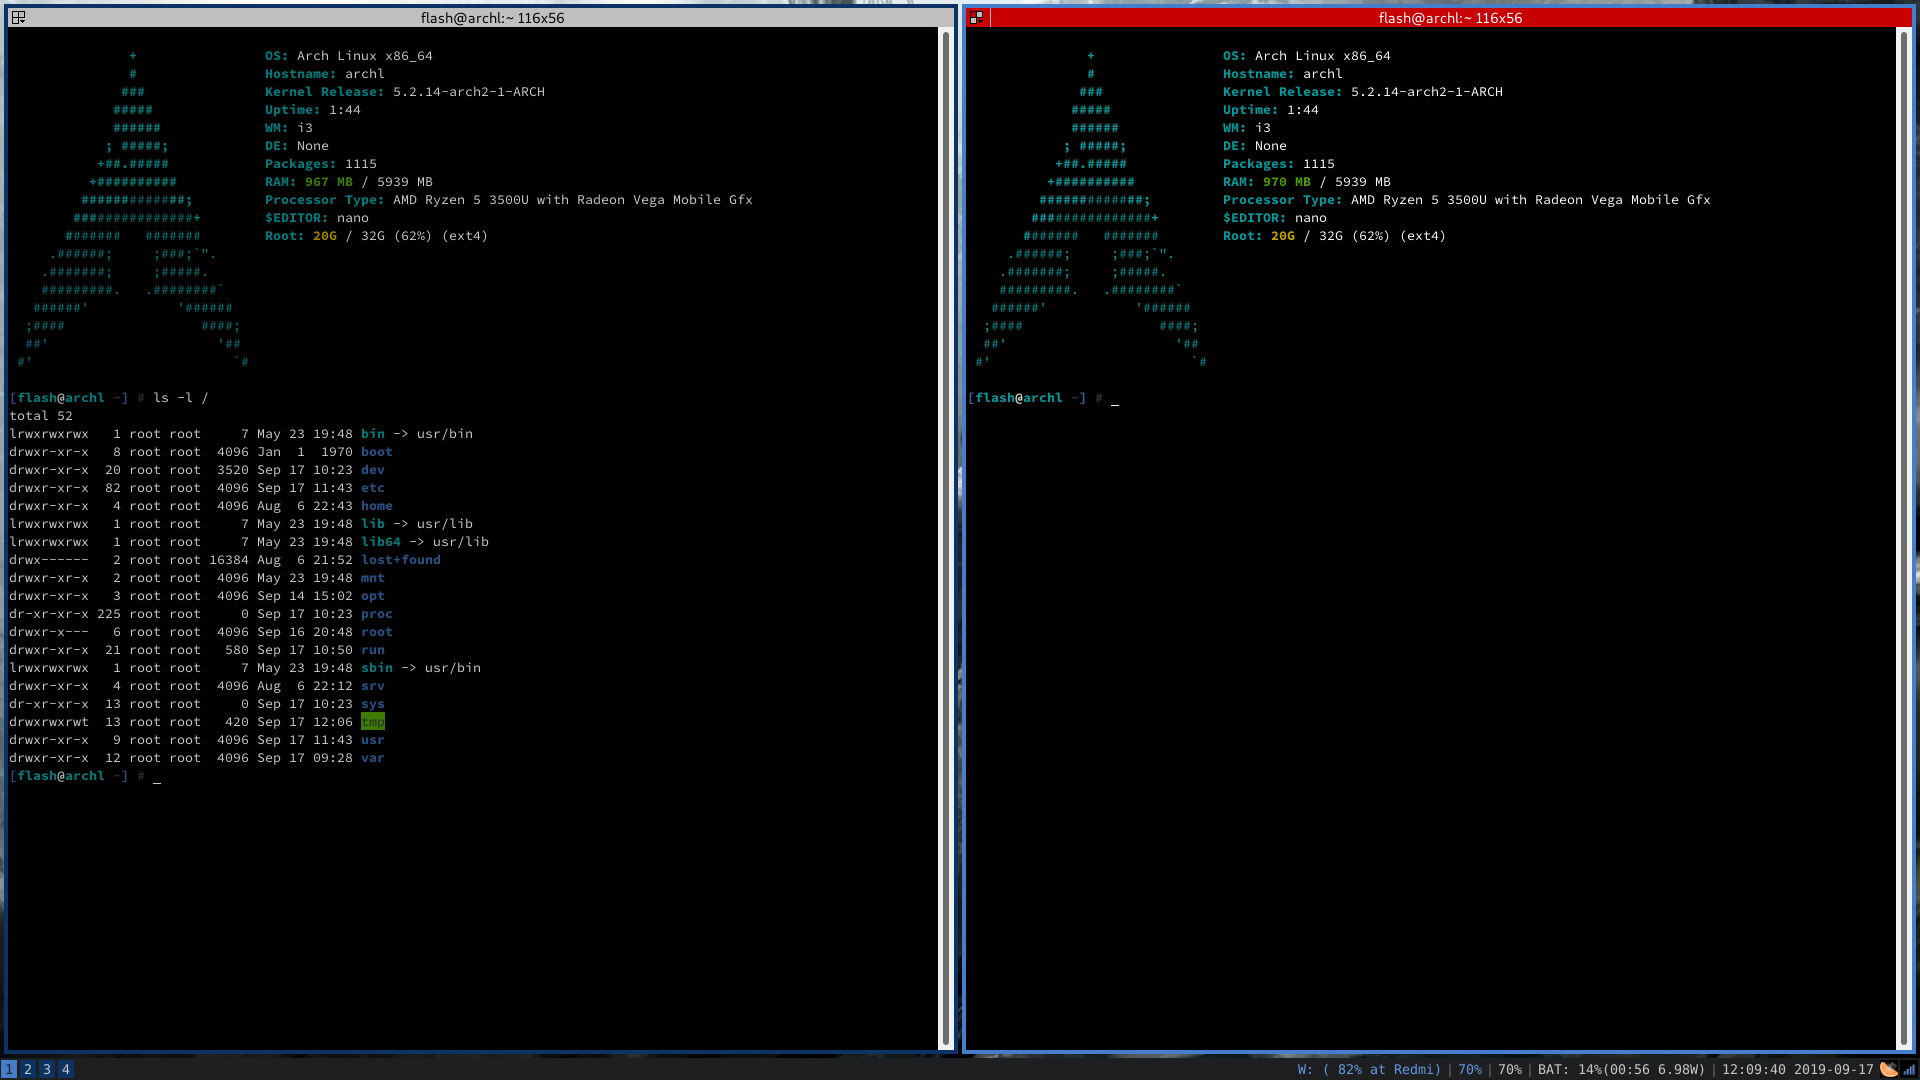 flash@archl:~ 116x56
OS: Arch Linux x86_64
Hostname: archl
Kernel Release: 5.2.14-arch2-1-ARCH
Uptime: 1:44
WM: i3
DE: None
Packages: 1115
RAM: 967 MB / 5939 MB
Processor Type: AMD Ryzen 5 3500U with Radeon Vega Mobile Gfx
$EDITOR: nano
Root: 20G / 32G (62%) (ext4)
[flash@archl ~] # ls -l /
total 52
lrwxrwxrwx   1 root root     7 May 23 19:48 bin -> usr/bin
drwxr-xr-x   8 root root  4096 Jan  1  1970 boot
drwxr-xr-x  20 root root  3520 Sep 17 10:23 dev
drwxr-xr-x  82 root root  4096 Sep 17 11:43 etc
drwxr-xr-x   4 root root  4096 Aug  6 22:43 home
lrwxrwxrwx   1 root root     7 May 23 19:48 lib -> usr/lib
lrwxrwxrwx   1 root root     7 May 23 19:48 lib64 -> usr/lib
drwx------   2 root root 16384 Aug  6 21:52 lost+found
drwxr-xr-x   2 root root  4096 May 23 19:48 mnt
drwxr-xr-x   3 root root  4096 Sep 14 15:02 opt
dr-xr-xr-x 225 root root     0 Sep 17 10:23 proc
drwxr-x---   6 root root  4096 Sep 16 20:48 root
drwxr-xr-x  21 root root   580 Sep 17 10:50 run
lrwxrwxrwx   1 root root     7 May 23 19:48 sbin -> usr/bin
drwxr-xr-x   4 root root  4096 Aug  6 22:12 srv
dr-xr-xr-x  13 root root     0 Sep 17 10:23 sys
drwxrwxrwt  13 root root   420 Sep 17 12:06 tmp
drwxr-xr-x   9 root root  4096 Sep 17 11:43 usr
drwxr-xr-x  12 root root  4096 Sep 17 09:28 var
[flash@archl ~] # _
flash@archl:~ 116x56
OS: Arch Linux x86_64
Hostname: archl
Kernel Release: 5.2.14-arch2-1-ARCH
Uptime: 1:44
WM: i3
DE: None
Packages: 1115
RAM: 970 MB / 5939 MB
Processor Type: AMD Ryzen 5 3500U with Radeon Vega Mobile Gfx
$EDITOR: nano
Root: 20G / 32G (62%) (ext4)
[flash@archl ~] # _
1 2 3 4
W: ( 82% at Redmi) | 70% | 70% | BAT: 14%(00:56 6.98W) | 12:09:40 2019-09-17